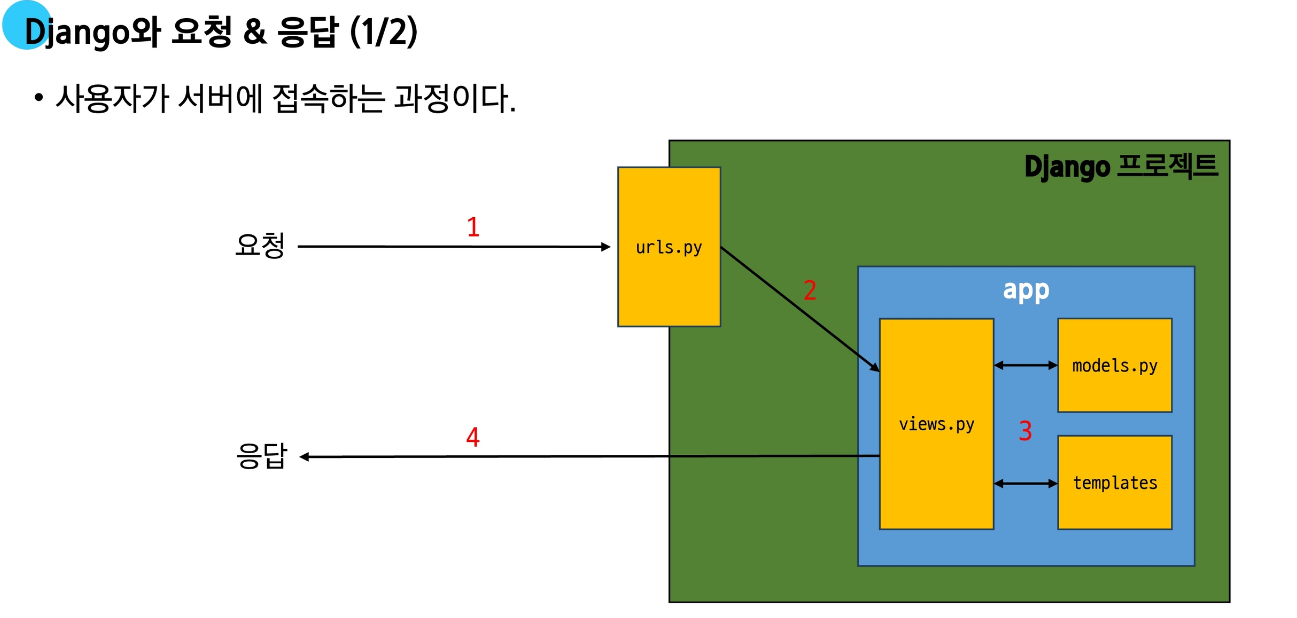 Django와 요청 & 응답 (1/2)
• 사용자가 서버에 접속하는 과정이다.
Django 프로젝트
요청
1
urls.py
2
app
views.py
models.py
3
templates
4
응답